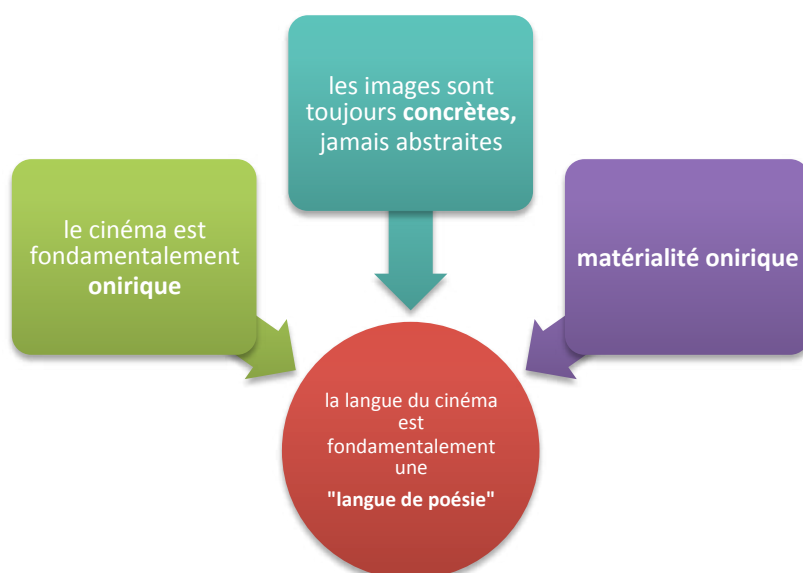 le cinéma est
fondamentalement
onirique
les images sont
toujours concrètes,
jamais abstraites
matérialité onirique
la langue du cinéma
est
fondamentalement
une
"langue de poésie"